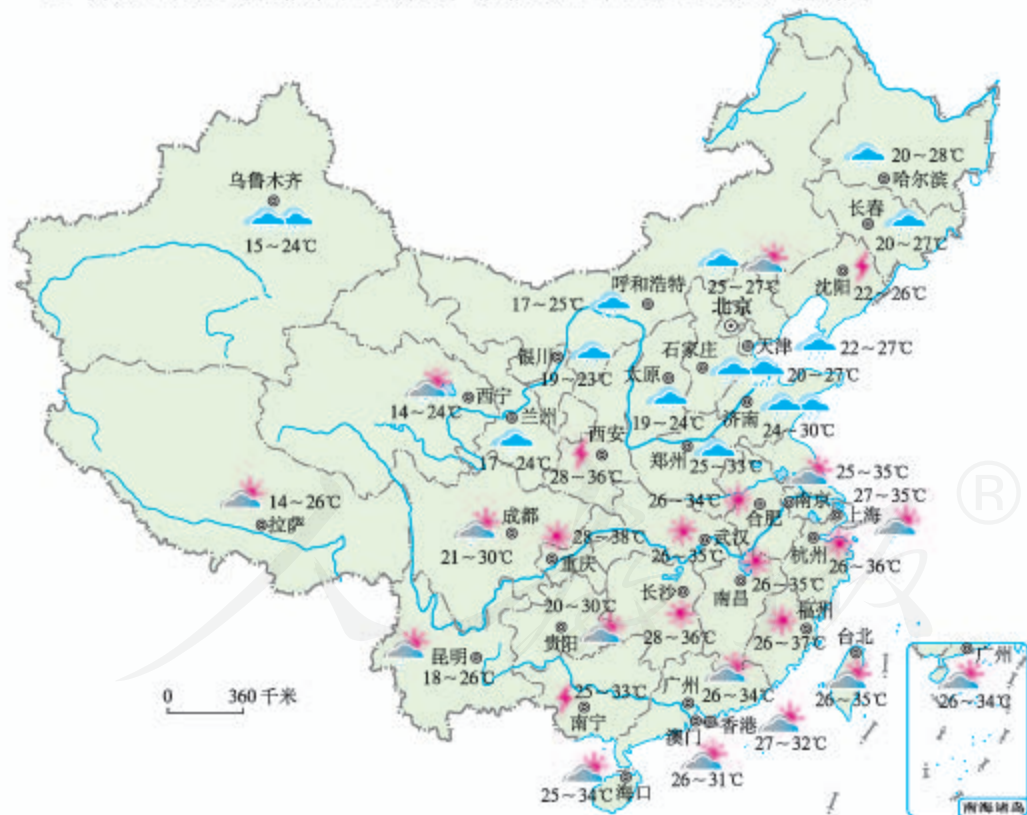 20~28℃
哈尔滨
乌鲁木齐
15~24℃
长春
20~27℃
沈阳
22~26℃
25~27℃
北京
呼和浩特
17~25℃
天津
22~27℃
石家庄
20~27℃
银川
19~23℃
太原
19~24℃
济南
24~30℃
西宁
14~24℃
兰州
17~24℃
西安
28~36℃
郑州
25~33℃
25~35℃
南京
27~35℃
上海
14~26℃
拉萨
26~34℃
合肥
成都
21~30℃
28~38℃
重庆
26~35℃
武汉
杭州
26~36℃
26~35℃
南昌
长沙
28~36℃
20~30℃
贵阳
福州
26~37℃
台北
26~35℃
昆明
18~26℃
0 360千米
25~33℃
南宁
广州
26~34℃
澳门
香港
27~32℃
26~31℃
25~34℃
海口
广州
26~34℃
南海诸岛
®